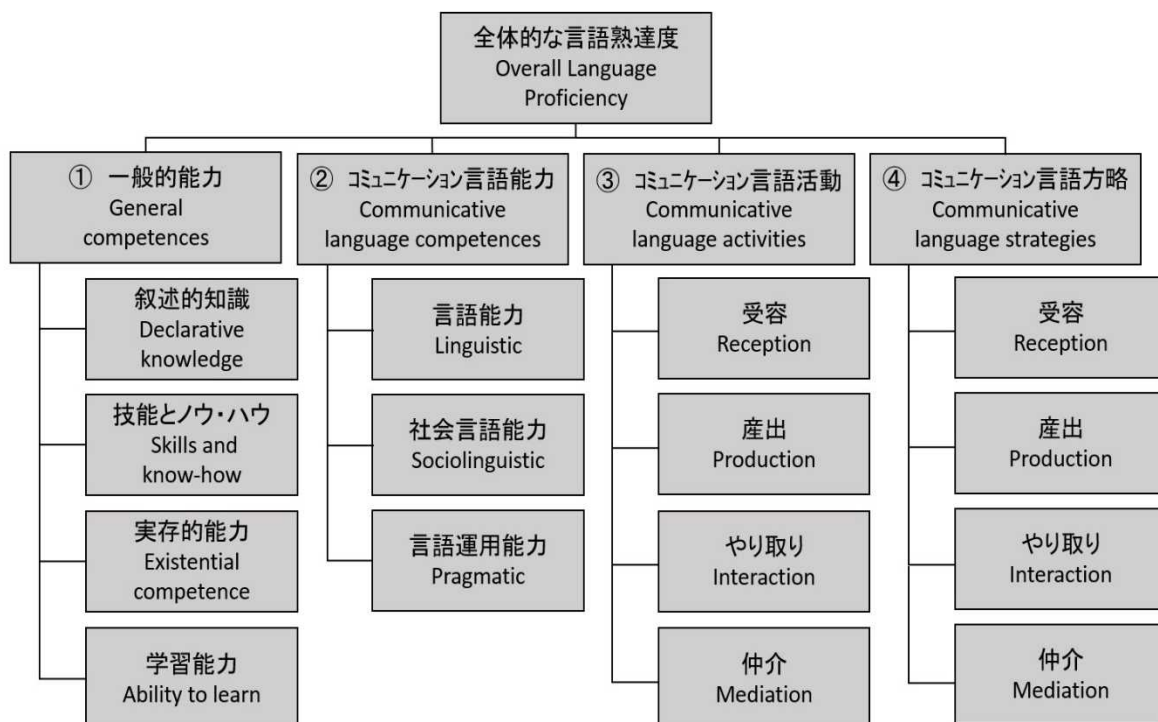 全体的な言語熟達度
Overall Language
Proficiency
① 一般的能力
General
competences
叙述的知識
Declarative
knowledge
技能とノウ・ハウ
Skills and
know-how
実存的能力
Existential
competence
学習能力
Ability to learn
② コミュニケーション言語能力
Communicative
language competences
言語能力
Linguistic
社会言語能力
Sociolinguistic
言語運用能力
Pragmatic
③ コミュニケーション言語活動
Communicative
language activities
受容
Reception
産出
Production
やり取り
Interaction
仲介
Mediation
④ コミュニケーション言語方略
Communicative
language strategies
受容
Reception
産出
Production
やり取り
Interaction
仲介
Mediation